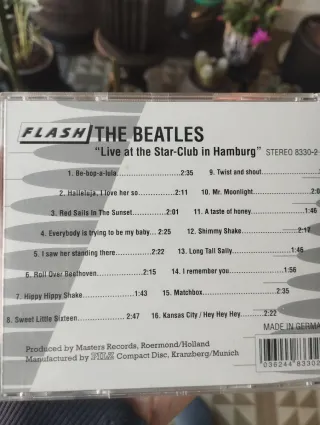 FLASH THE BEATLES
"Live at the Star-Club in Hamburg" STEREO 8330-2
1. Be-bop-a-lula..................2:35
2. Halleluja, I love her so..............2:11
3. Red Sails In The Sunset.............2:01
4. Everybody is trying to be my baby... 2:25
5. I saw her standing there...............2:22
6. Roll Over Beethoven....................2:15
7. Hippy Hippy Shake....................1:43
8. Sweet Little Sixteen.....................2:47
9. Twist and shout
10. Mr. Moonlight
11. A taste of honey................1:46
12. Shimmy Shake.................2:17
13. Long Tall Sally.................1:46
14. I remember you................1:56
15. Matchbox......................2:35
16. Kansas City / Hey Hey Hey.........2:22
MADE IN GERMA
Produced by Masters Records, Roermond/Holland
Manufactured by PILZ Compact Disc, Kranzberg/Munich
036244 83302